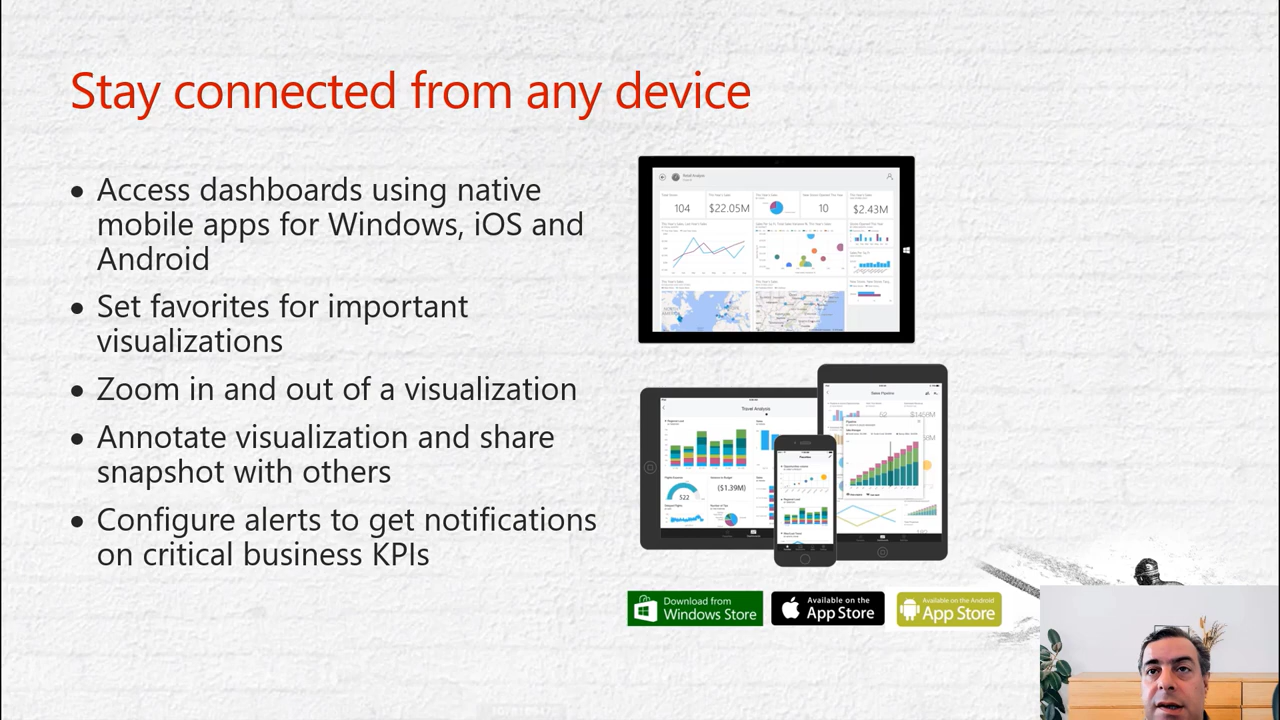 Stay connected from any device
• Access dashboards using native
mobile apps for Windows, iOS and
Android
• Set favorites for important
visualizations
• Zoom in and out of a visualization
• Annotate visualization and share
snapshot with others
• Configure alerts to get notifications
on critical business KPIs
104
$22.05M
10
$2.43M
Travel Analysis
Sales Pipeline
522
($1.39M)
Download from
Windows Store
Available on the
App Store
Available on the Android
App Store